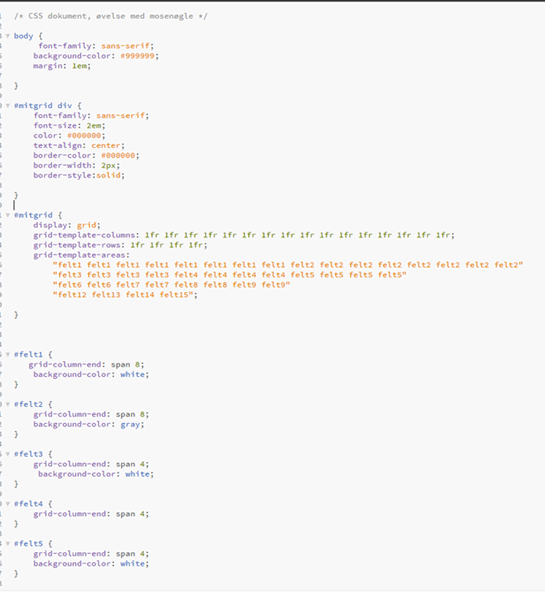 /* CSS dokument, øvelse med mosenøgle */
body {
font-family: sans-serif;
background-color: #999999;
margin: 1em;
}
#mitgrid div {
font-family: sans-serif;
font-size: 2em;
color: #000000;
text-align: center;
border-color: #000000;
border-width: 2px;
border-style:solid;
}
#mitgrid {
display: grid;
grid-template-columns: 1fr 1fr 1fr 1fr 1fr 1fr 1fr 1fr 1fr 1fr 1fr 1fr 1fr 1fr 1fr 1fr;
grid-template-rows: 1fr 1fr 1fr 1fr;
grid-template-areas:
"felt1 felt1 felt1 felt1 felt1 felt1 felt1 felt1 felt2 felt2 felt2 felt2 felt2 felt2 felt2 felt2"
"felt3 felt3 felt3 felt3 felt4 felt4 felt4 felt4 felt5 felt5 felt5 felt5"
"felt6 felt6 felt7 felt7 felt8 felt8 felt9 felt9"
"felt12 felt13 felt14 felt15";
}
#felt1 {
grid-column-end: span 8;
background-color: white;
}
#felt2 {
grid-column-end: span 8;
background-color: gray;
}
#felt3 {
grid-column-end: span 4;
background-color: white;
}
#felt4 {
grid-column-end: span 4;
}
#felt5 {
grid-column-end: span 4;
background-color: white;
}